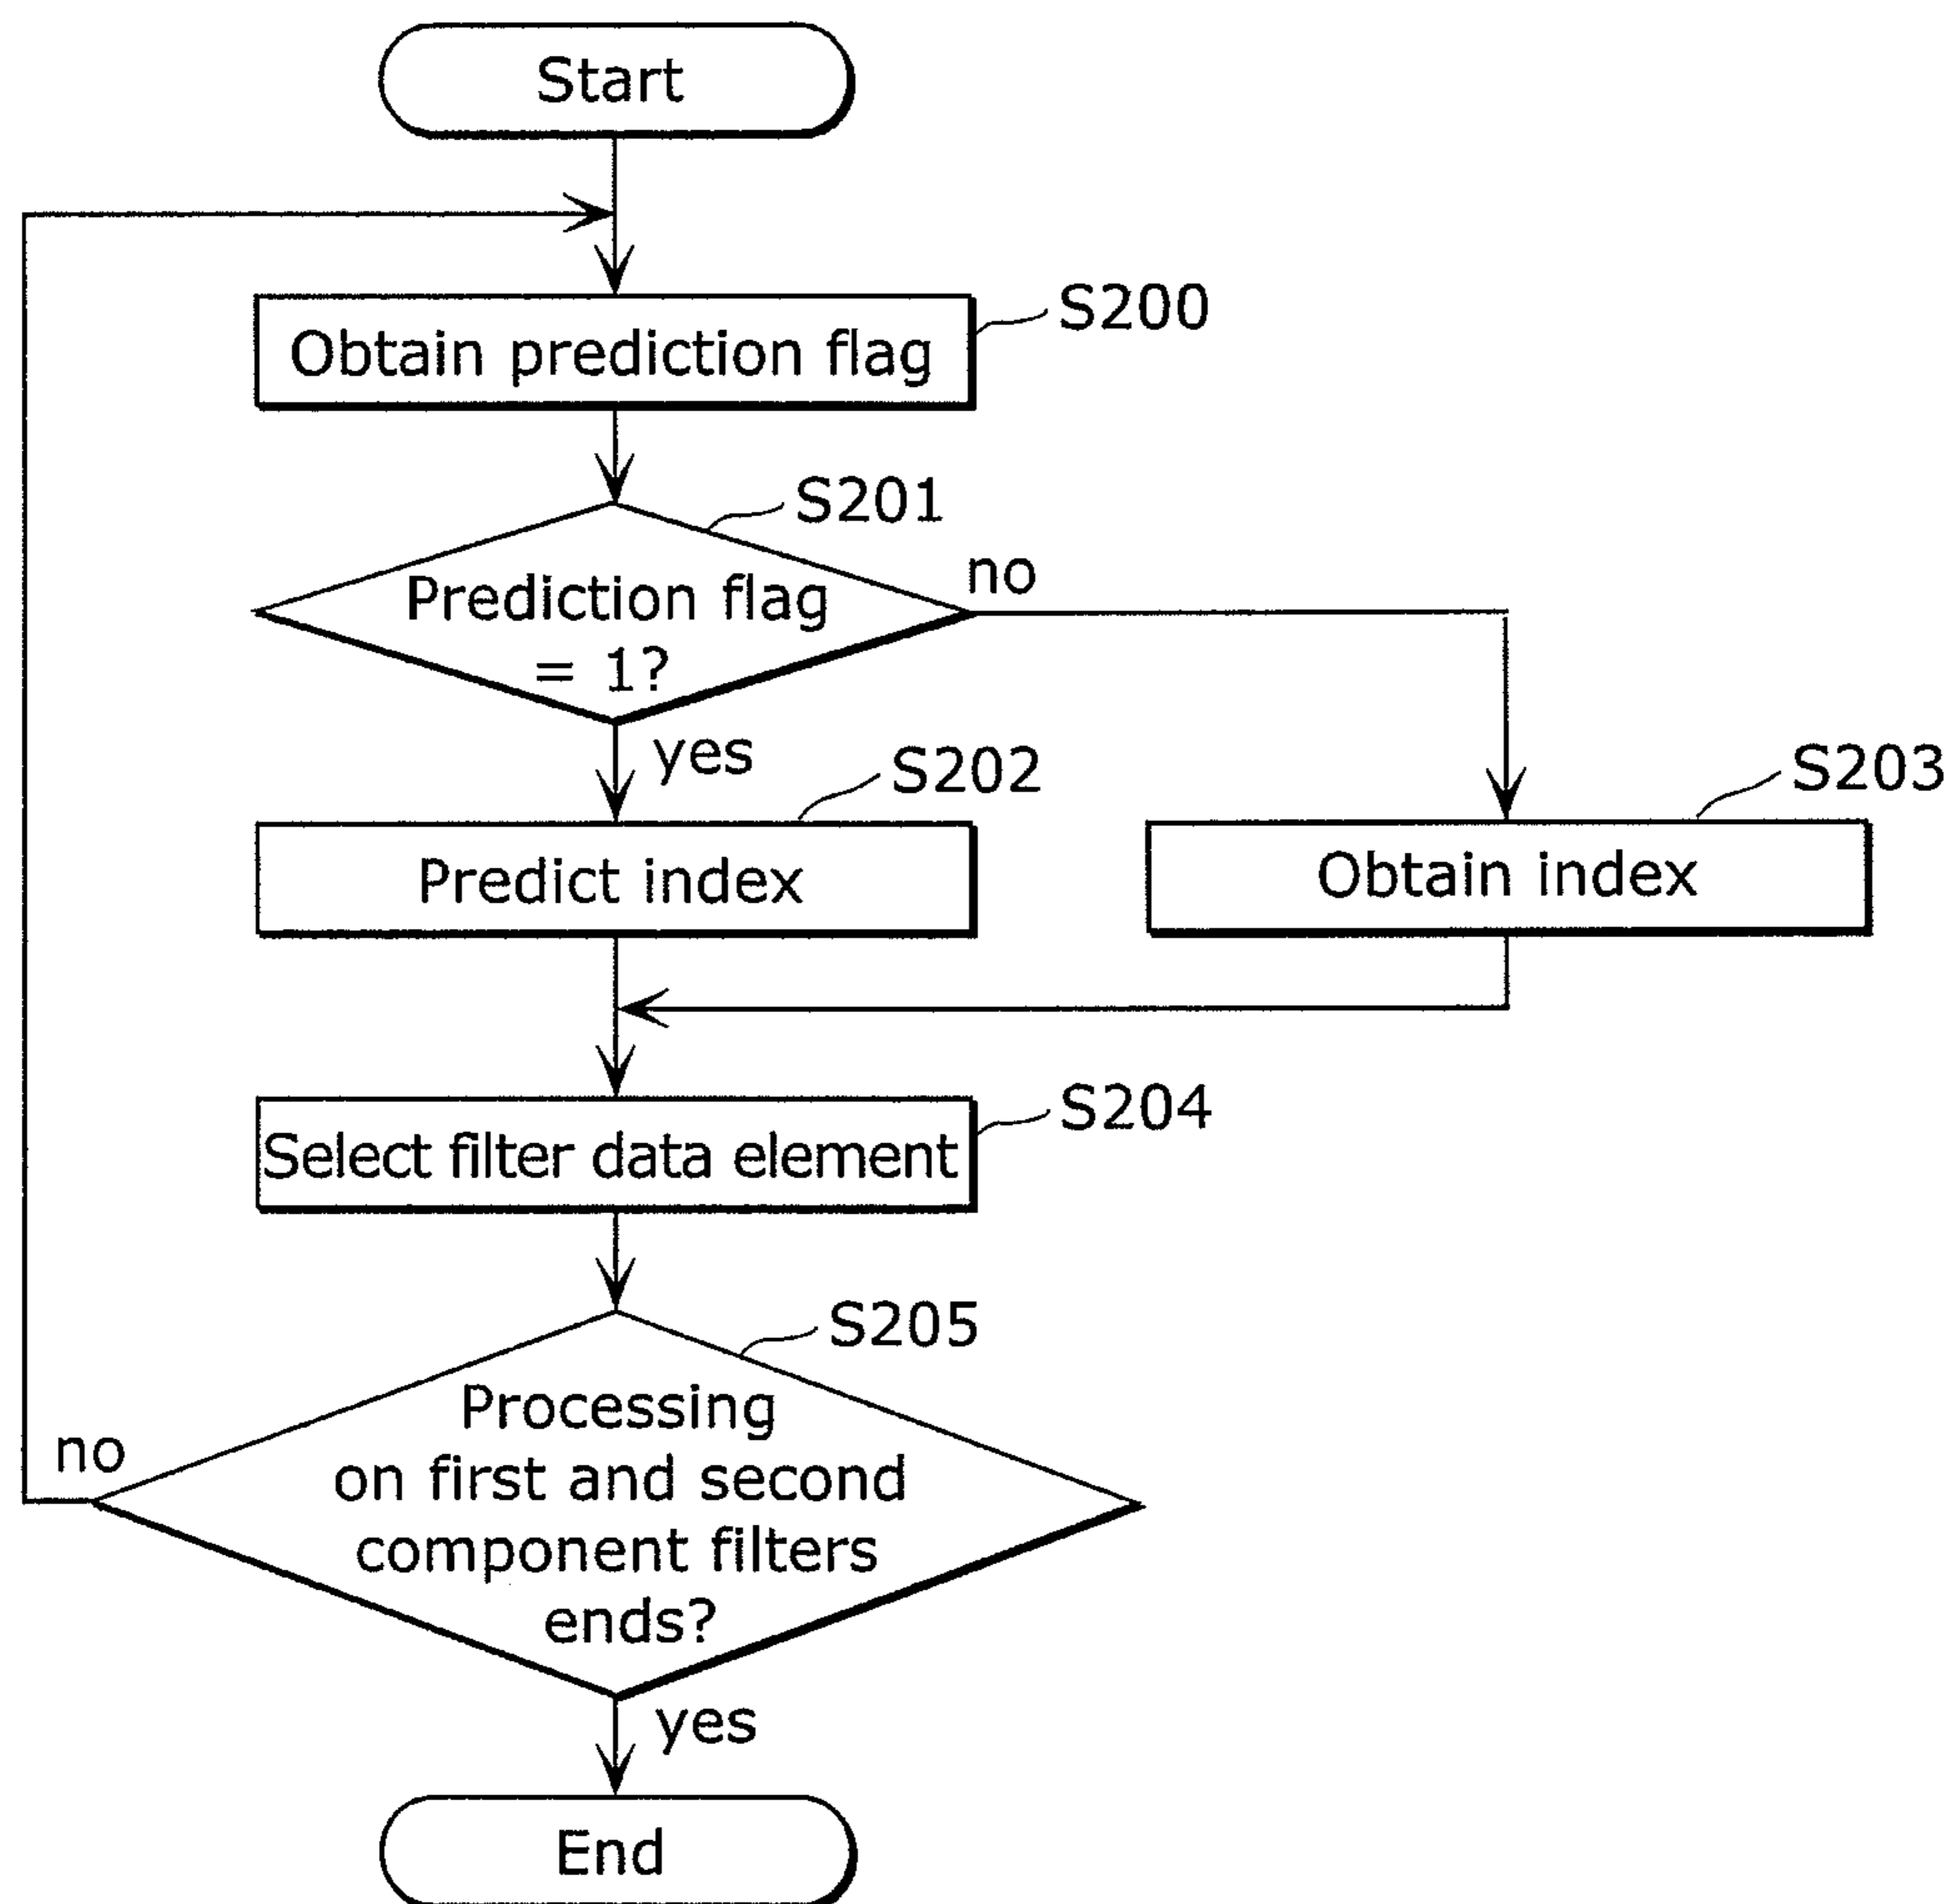 Start
S200
Obtain prediction flag
S201
Prediction flag
= 1?
no
yes
S202
Predict index
S203
Obtain index
S204
Select filter data element
S205
Processing
on first and second
component filters
ends?
no
yes
End